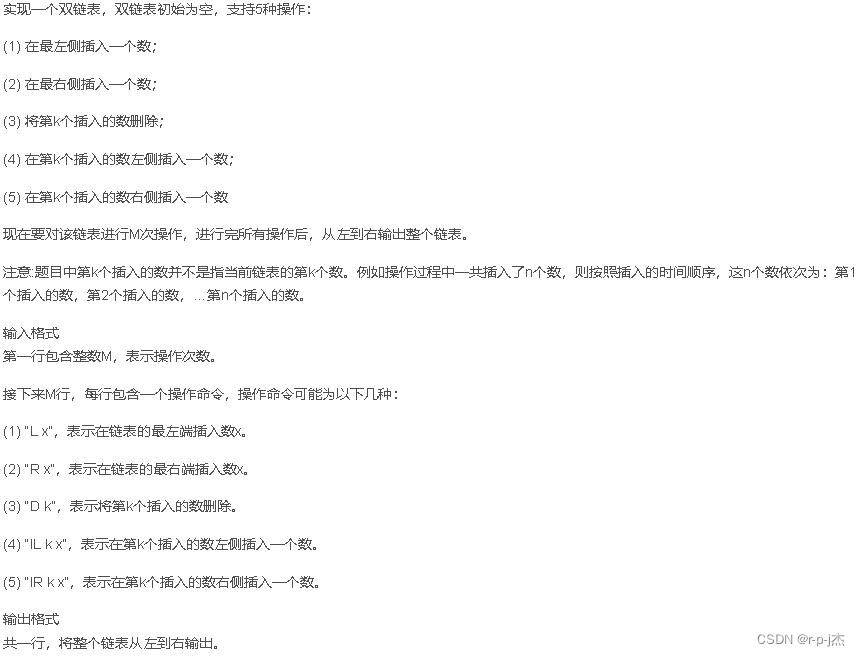 实现一个双链表，双链表初始为空，支持5种操作：
(1) 在最左侧插入一个数；
(2) 在最右侧插入一个数；
(3) 将第k个插入的数删除；
(4) 在第k个插入的数左侧插入一个数；
(5) 在第k个插入的数右侧插入一个数
现在要对该链表进行M次操作，进行完所有操作后，从左到右输出整个链表。
注意:题目中第k个插入的数并不是指当前链表的第k个数。例如操作过程中一共插入了n个数，则按照插入的时间顺序，这n个数依次为：第1
个插入的数，第2个插入的数，…第n个插入的数。
输入格式
第一行包含整数M，表示操作次数。
接下来M行，每行包含一个操作命令，操作命令可能为以下几种：
(1) "L x"，表示在链表的最左端插入数x。
(2) "R x"，表示在链表的最右端插入数x。
(3) "D k"，表示将第k个插入的数删除。
(4) "IL k x"，表示在第k个插入的数左侧插入一个数。
(5) "IR k x"，表示在第k个插入的数右侧插入一个数。
输出格式
共一行，将整个链表从左到右输出。
CSDN @r-p-j杰